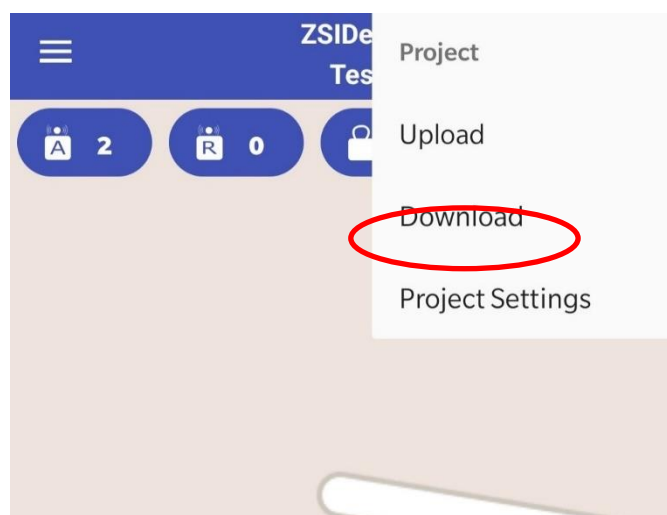 ZSIDe
Tes
Project
A 2
R 0
Upload
Download
Project Settings